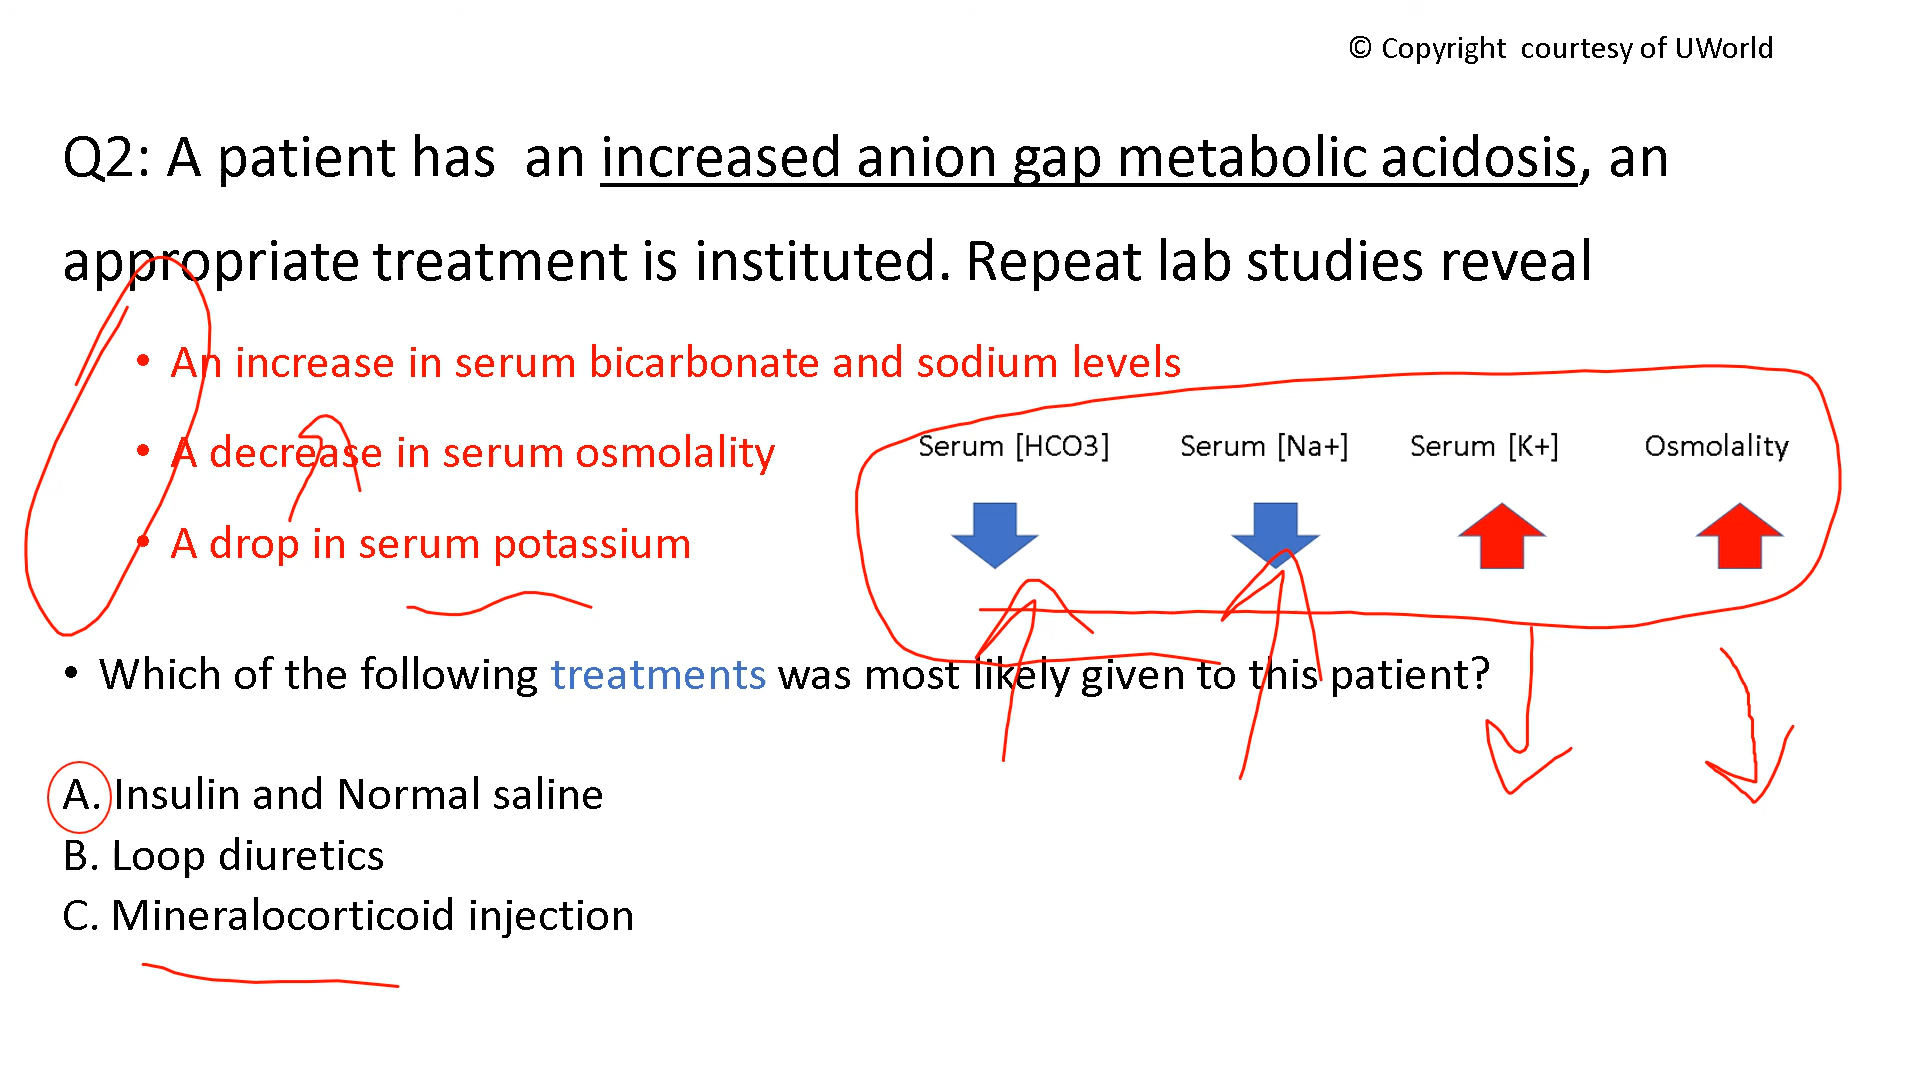 © Copyright courtesy of UWorld
Q2: A patient has an increased anion gap metabolic acidosis, an
appropriate treatment is instituted. Repeat lab studies reveal
• An increase in serum bicarbonate and sodium levels
• A decrease in serum osmolality
• A drop in serum potassium
Serum [HCO3] Serum [Na+] Serum [K+] Osmolality
• Which of the following treatments was most likely given to this patient?
A. Insulin and Normal saline
B. Loop diuretics
C. Mineralocorticoid injection